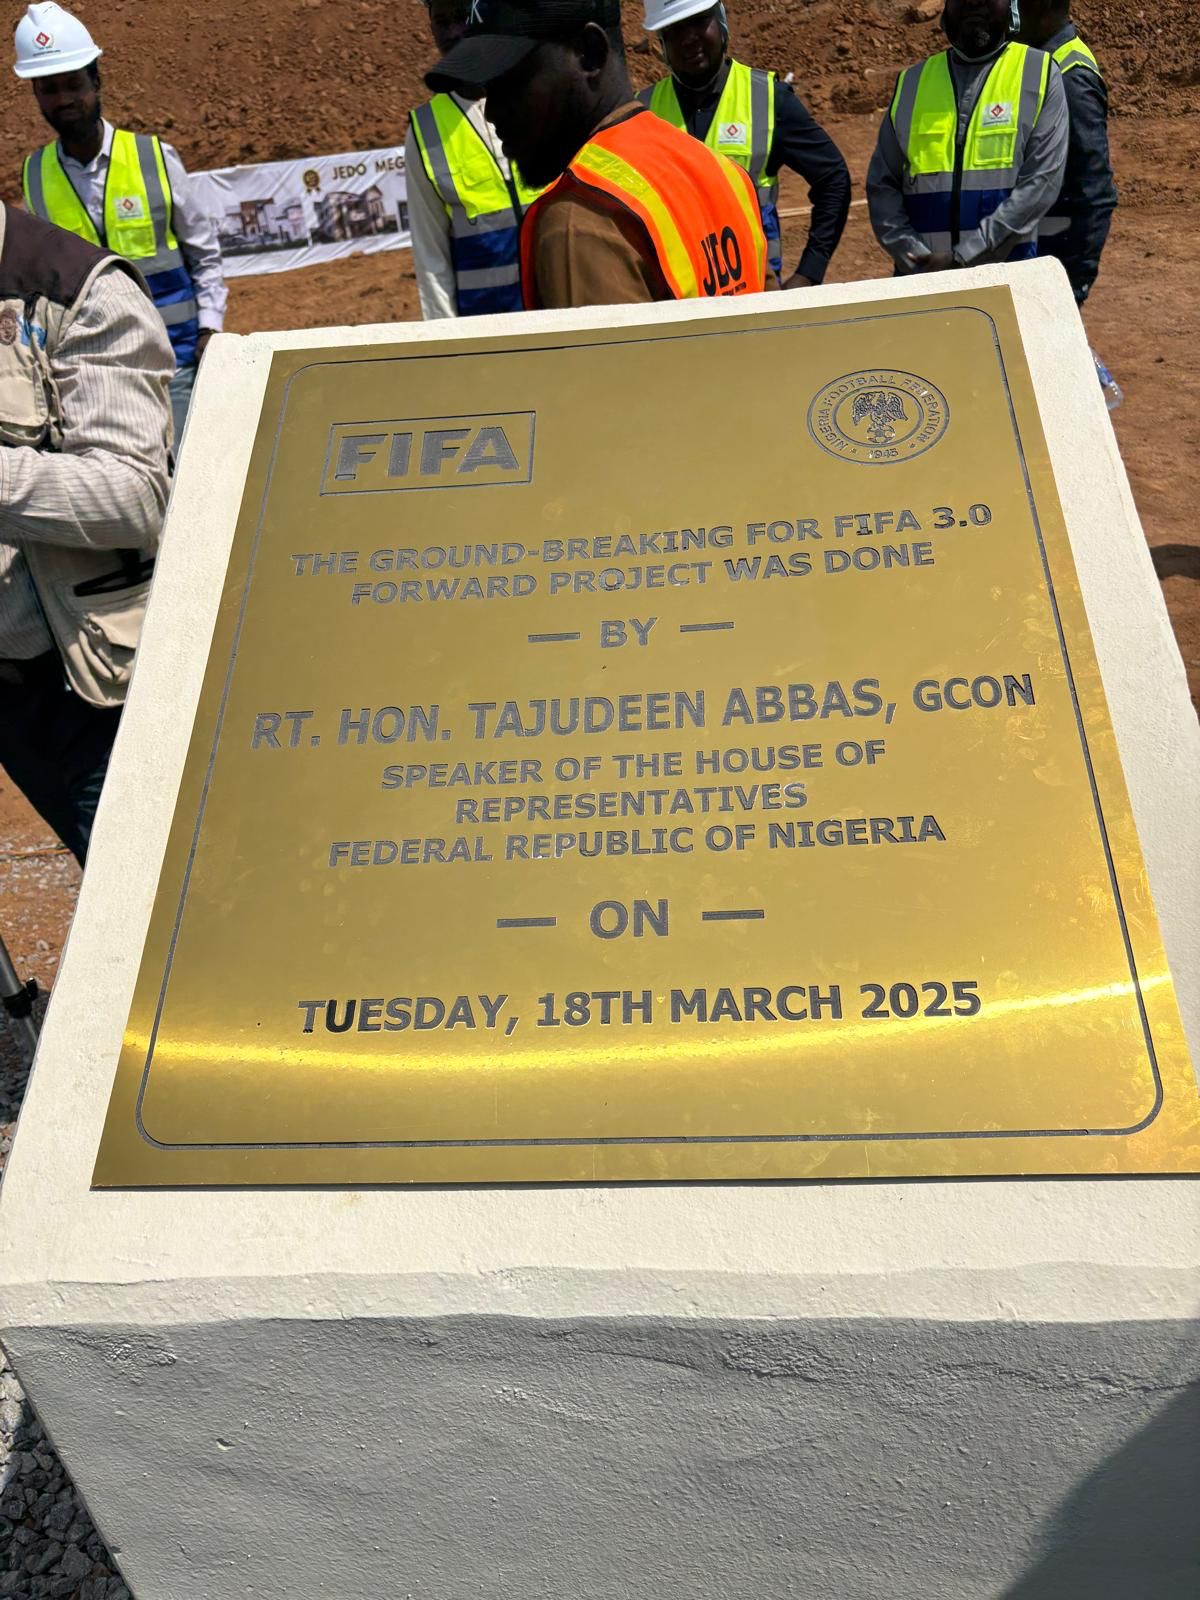 JEDO MEG
JEDO
FIFA
NIGERIA FOOTBALL FEDERATION
1945
THE GROUND-BREAKING FOR FIFA 3.0
FORWARD PROJECT WAS DONE
— BY —
RT. HON. TAJUDEEN ABBAS, GCON
SPEAKER OF THE HOUSE OF
REPRESENTATIVES
FEDERAL REPUBLIC OF NIGERIA
— ON —
TUESDAY, 18TH MARCH 2025